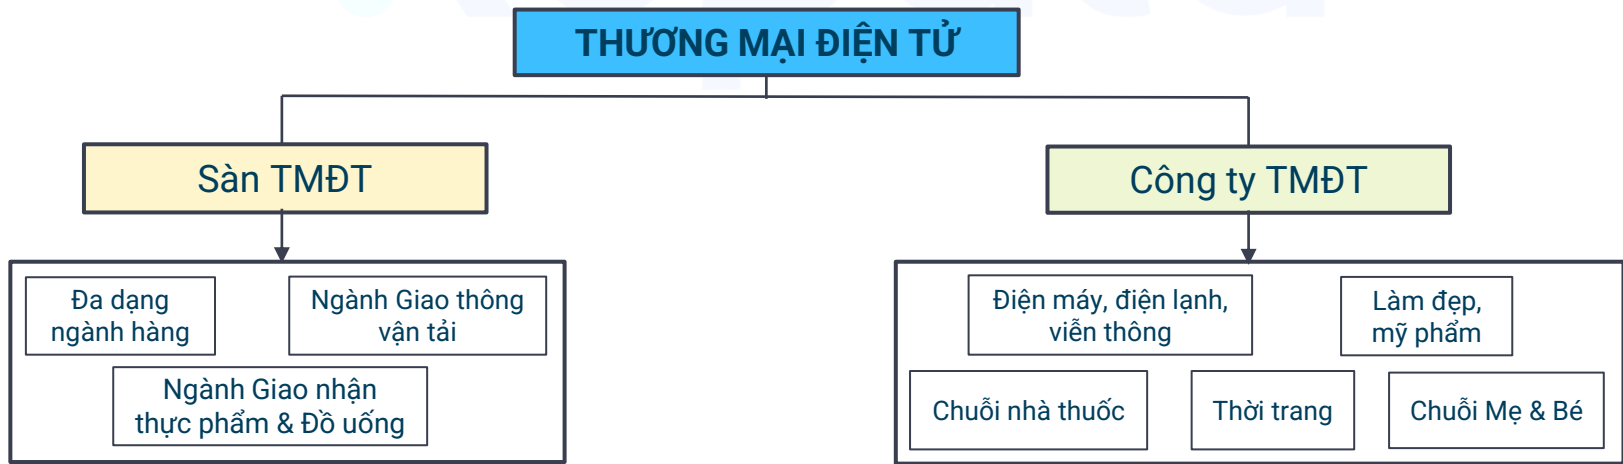 THƯƠNG MẠI ĐIỆN TỬ
Sàn TMĐT
Công ty TMĐT
Đa dạng
ngành hàng
Ngành Giao thông
vận tải
Ngành Giao nhận
thực phẩm & Đồ uống
Điện máy, điện lạnh,
viễn thông
Làm đẹp,
mỹ phẩm
Chuỗi nhà thuốc
Thời trang
Chuỗi Mẹ & Bé